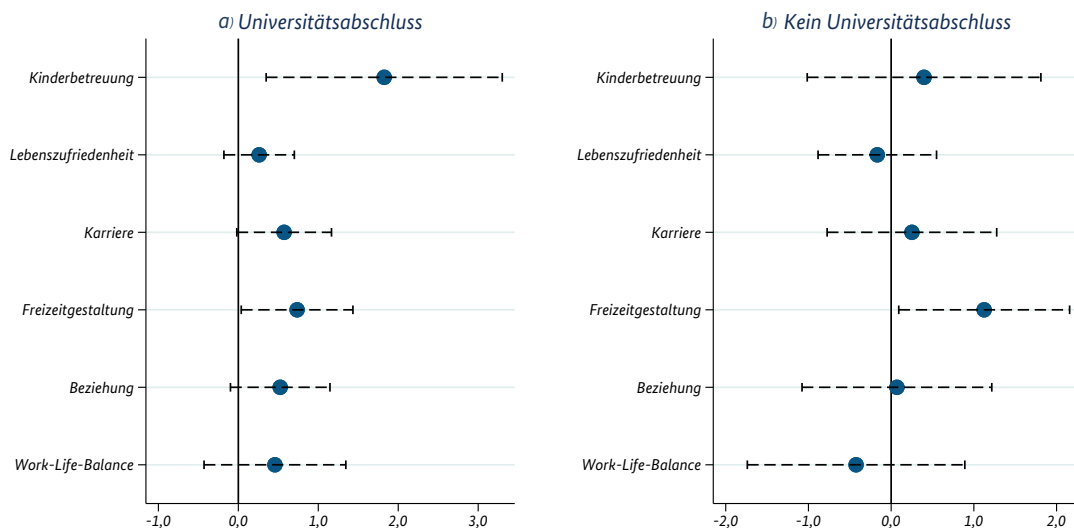 a) Universitätsabschluss
Kinderbetreuung
Lebenszufriedenheit
Karriere
Freizeitgestaltung
Beziehung
Work-Life-Balance
-1,0 0,0 1,0 2,0 3,0
b) Kein Universitätsabschluss
Kinderbetreuung
Lebenszufriedenheit
Karriere
Freizeitgestaltung
Beziehung
Work-Life-Balance
-2,0 -1,0 0,0 1,0 2,0